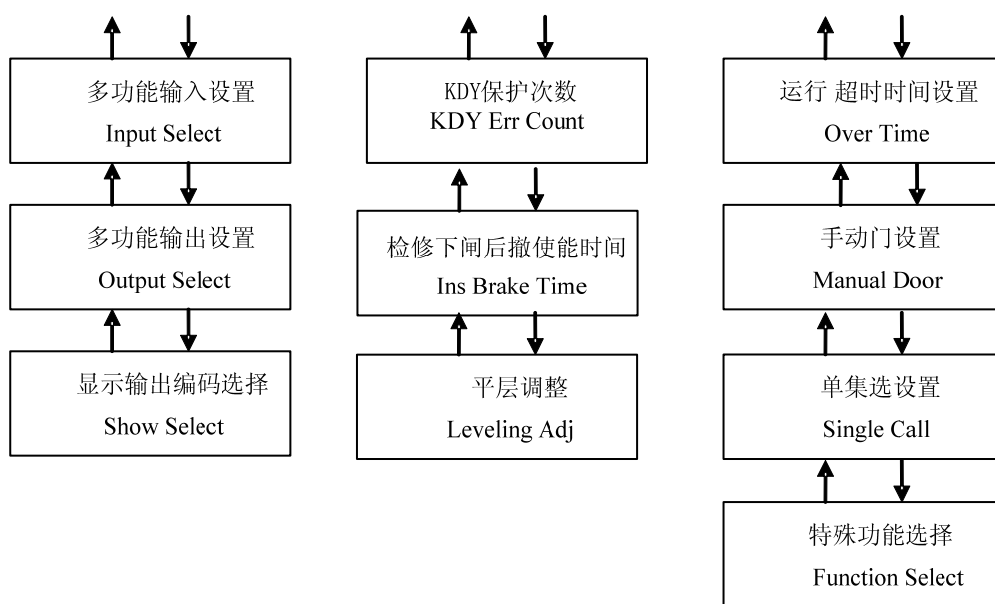 多功能输入设置
Input Select
多功能输出设置
Output Select
显示输出编码选择
Show Select
KDY保护次数
KDY Err Count
检修下闸后撤使能时间
Ins Brake Time
平层调整
Leveling Adj
运行 超时时间设置
Over Time
手动门设置
Manual Door
单集选设置
Single Call
特殊功能选择
Function Select